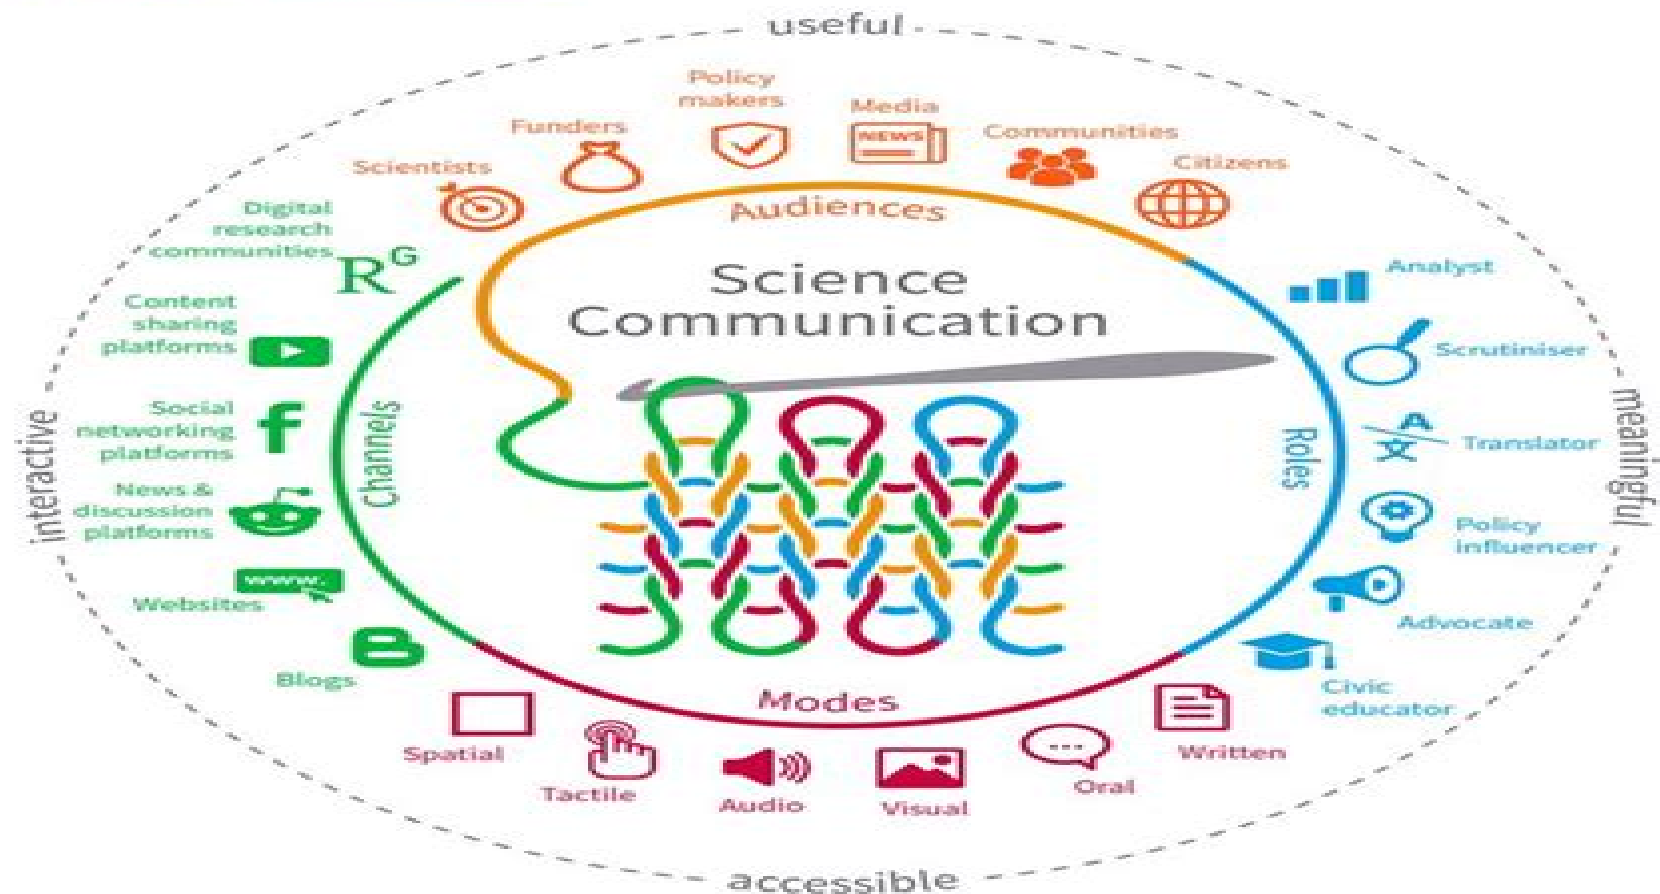 useful
Policy
makers
Media
NEWS
Funders
Communities
Scientists
Citizens
Audiences
Digital
research
communities
R^G
Science
Communication
Analyst
Content
sharing
platforms
Scrutiniser
Social
networking
platforms
f
Channels
Roles
A
Translator
interactive
meaningful
News &
discussion
platforms
Policy
influencer
www.
Websites
Advocate
B
Blogs
Civic
educator
Modes
Spatial
Tactile
Audio
Visual
Oral
Written
accessible